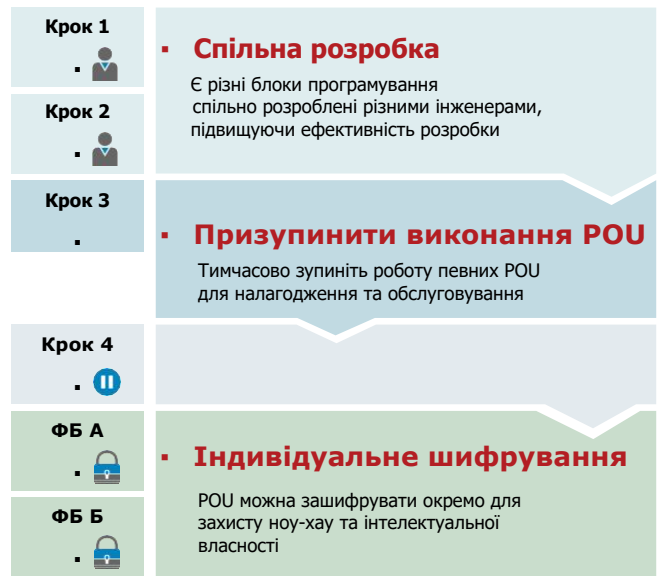 Крок 1
Крок 2
Крок 3
Крок 4
ФБ А
ФБ Б
▪ Спільна розробка
Є різні блоки програмування
спільно розроблені різними інженерами,
підвищуючи ефективність розробки
▪ Призупинити виконання POU
Тимчасово зупиніть роботу певних POU
для налагодження та обслуговування
▪ Індивідуальне шифрування
POU можна зашифрувати окремо для
захисту ноу-хау та інтелектуальної
власності